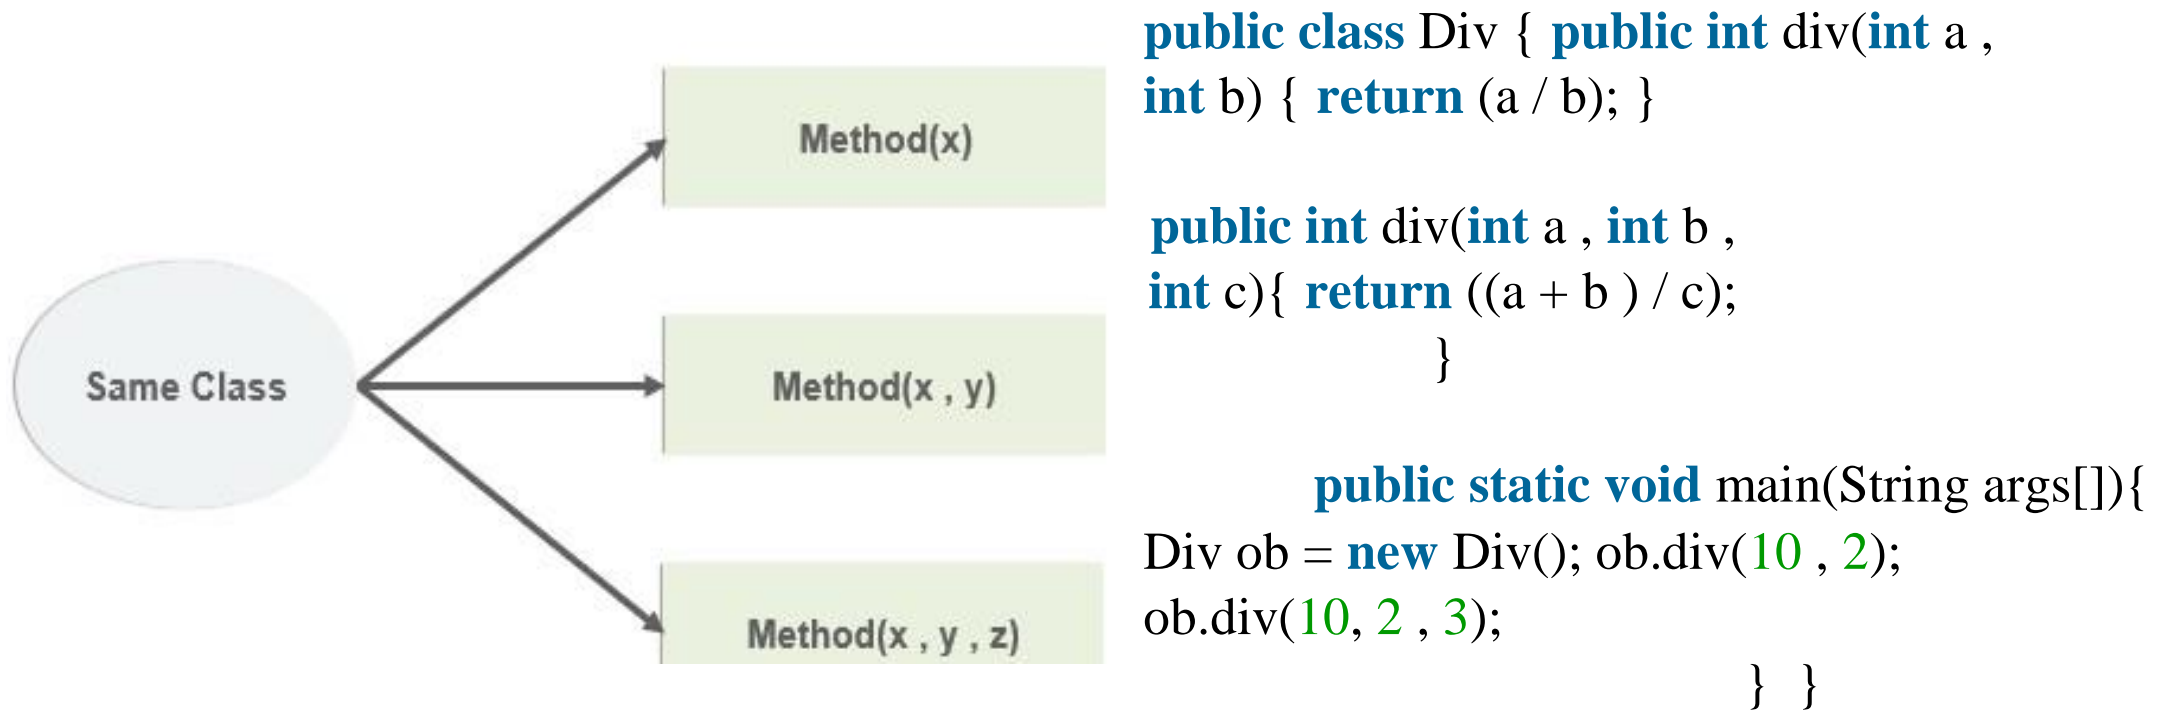 Same Class
Method(x)
Method(x , y)
Method(x , y , z)
public class Div { public int div(int a ,
int b) { return (a / b); }
public int div(int a , int b ,
int c){ return ((a + b ) / c);
}
public static void main(String args[]){
Div ob = new Div(); ob.div(10 , 2);
ob.div(10, 2 , 3);
} }